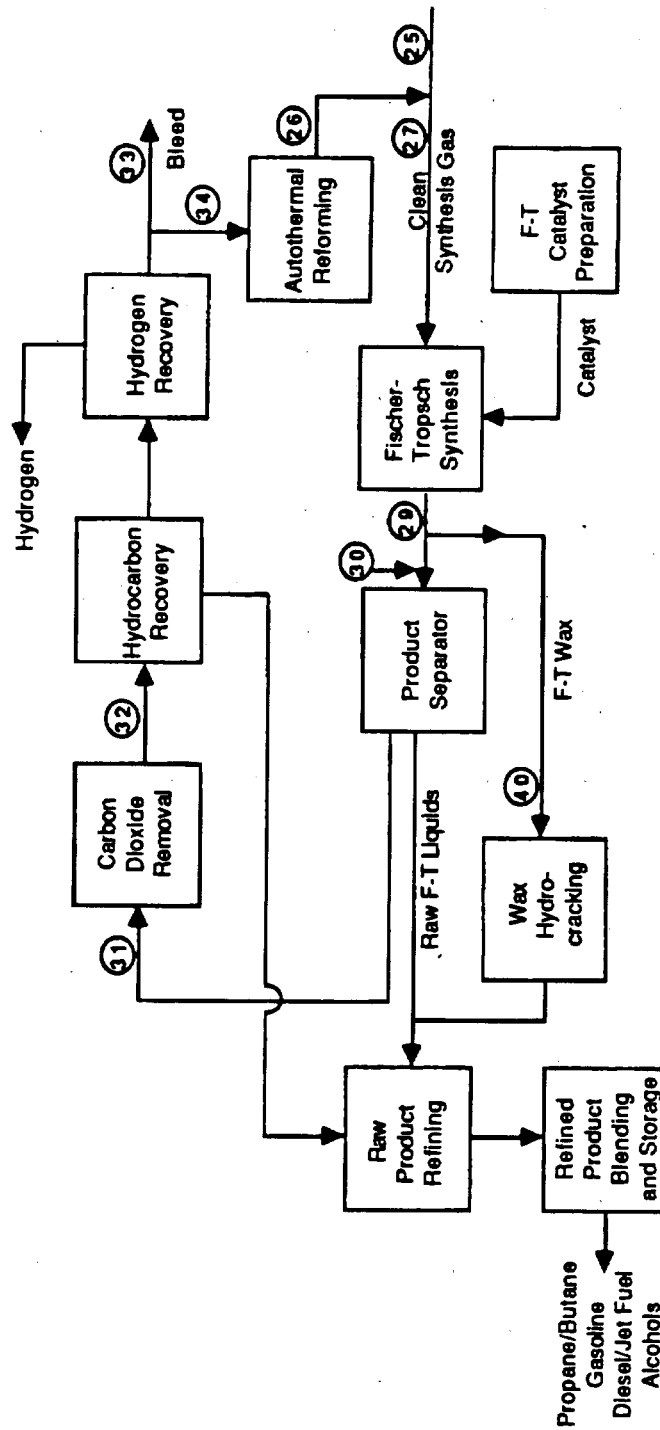 Hydrogen
33
Bleed
34
Hydrogen
Recovery
Autothermal
Reforming
26
25
27
Clean
Synthesis Gas
F-T
Catalyst
Preparation
Catalyst
Fischer-
Tropsch
Synthesis
29
30
Hydrocarbon
Recovery
32
Carbon
Dioxide
Removal
31
Product
Separator
Raw F-T Liquids
F-T Wax
40
Wax
Hydro-
cracking
Raw
Product
Refining
Refined
Product
Blending
and Storage
Propane/Butane
Gasoline
Diesel/Jet Fuel
Alcohols